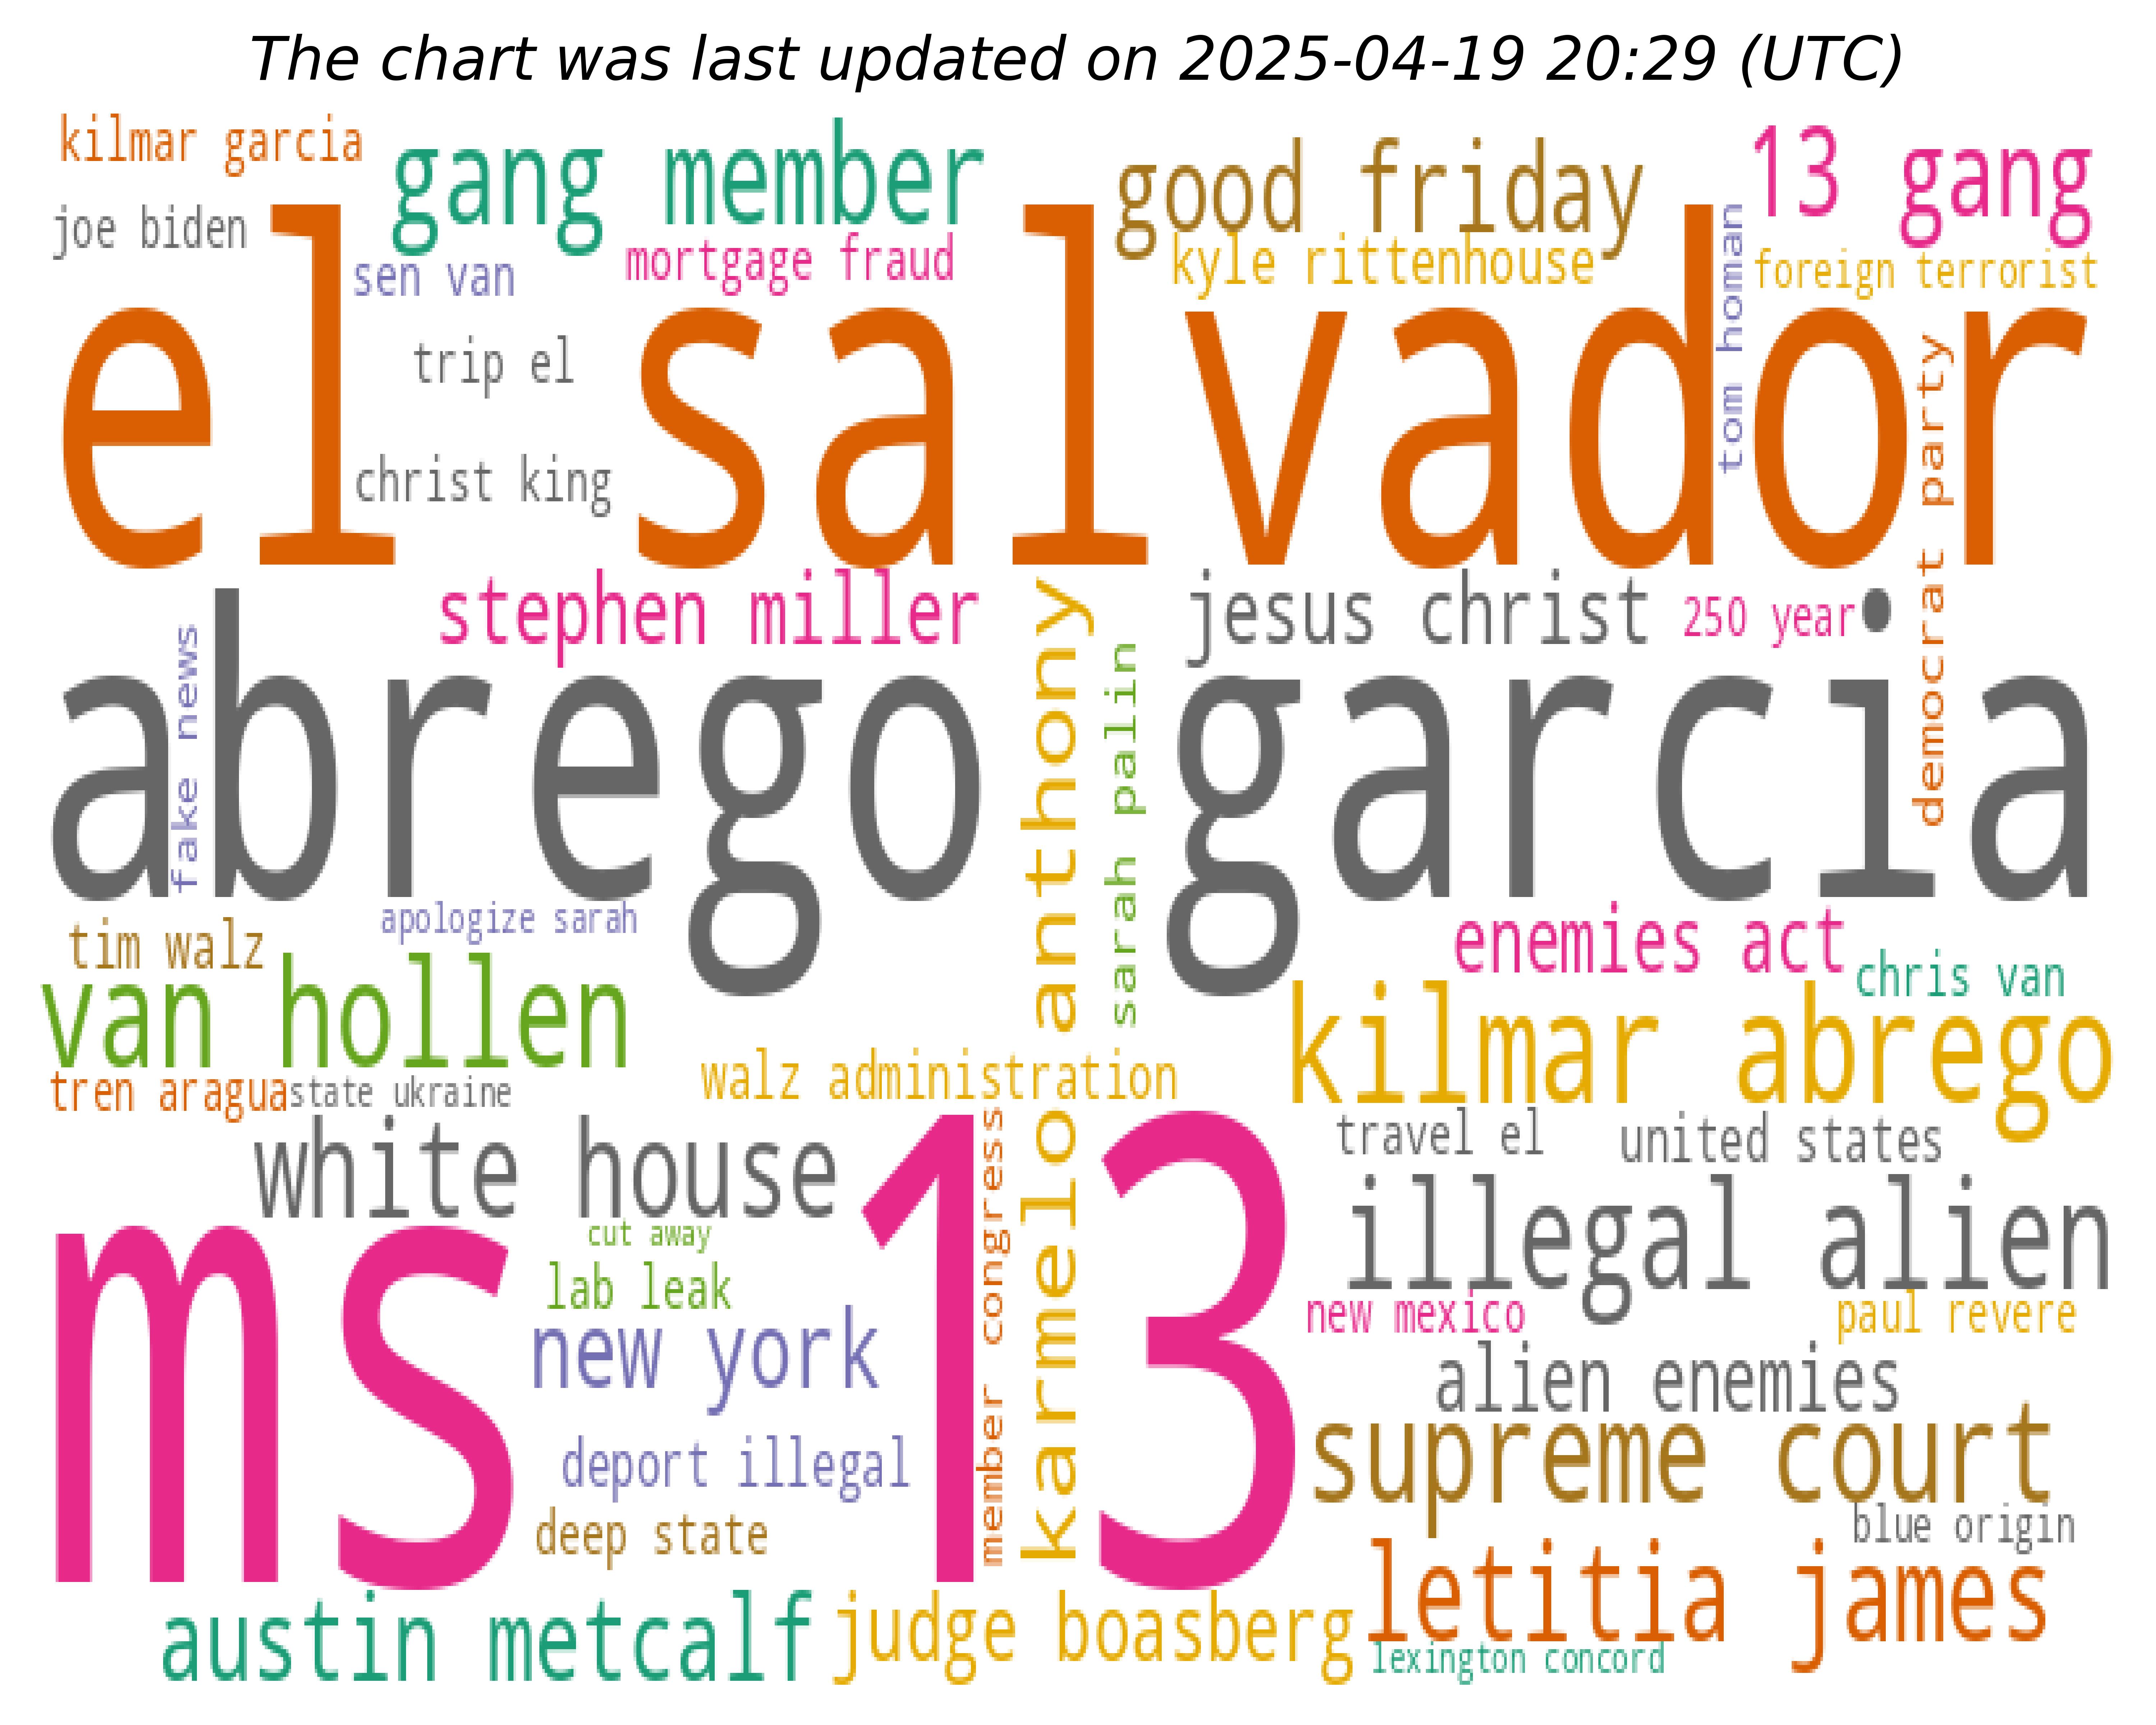 The chart was last updated on 2025-04-19 20:29 (UTC)
kilmar garcia
gang member
good friday
13 gang
joe biden
sen van
mortgage fraud
kyle rittenhouse
foreign terrorist
tom homan
el salvador
trip el
christ king
democrat party
stephen miller
jesus christ
250 year
fake news
abrego garcia
karmelo anthony
sarah palin
apologize sarah
tim walz
enemies act
chris van
van hollen
kilmar abrego
walz administration
tren aragua
state ukraine
white house
member congress
travel el
united states
illegal alien
ms 13
cut away
lab leak
new york
new mexico
paul revere
alien enemies
deport illegal
supreme court
deep state
blue origin
austin metcalf
judge boasberg
letitia james
lexington concord